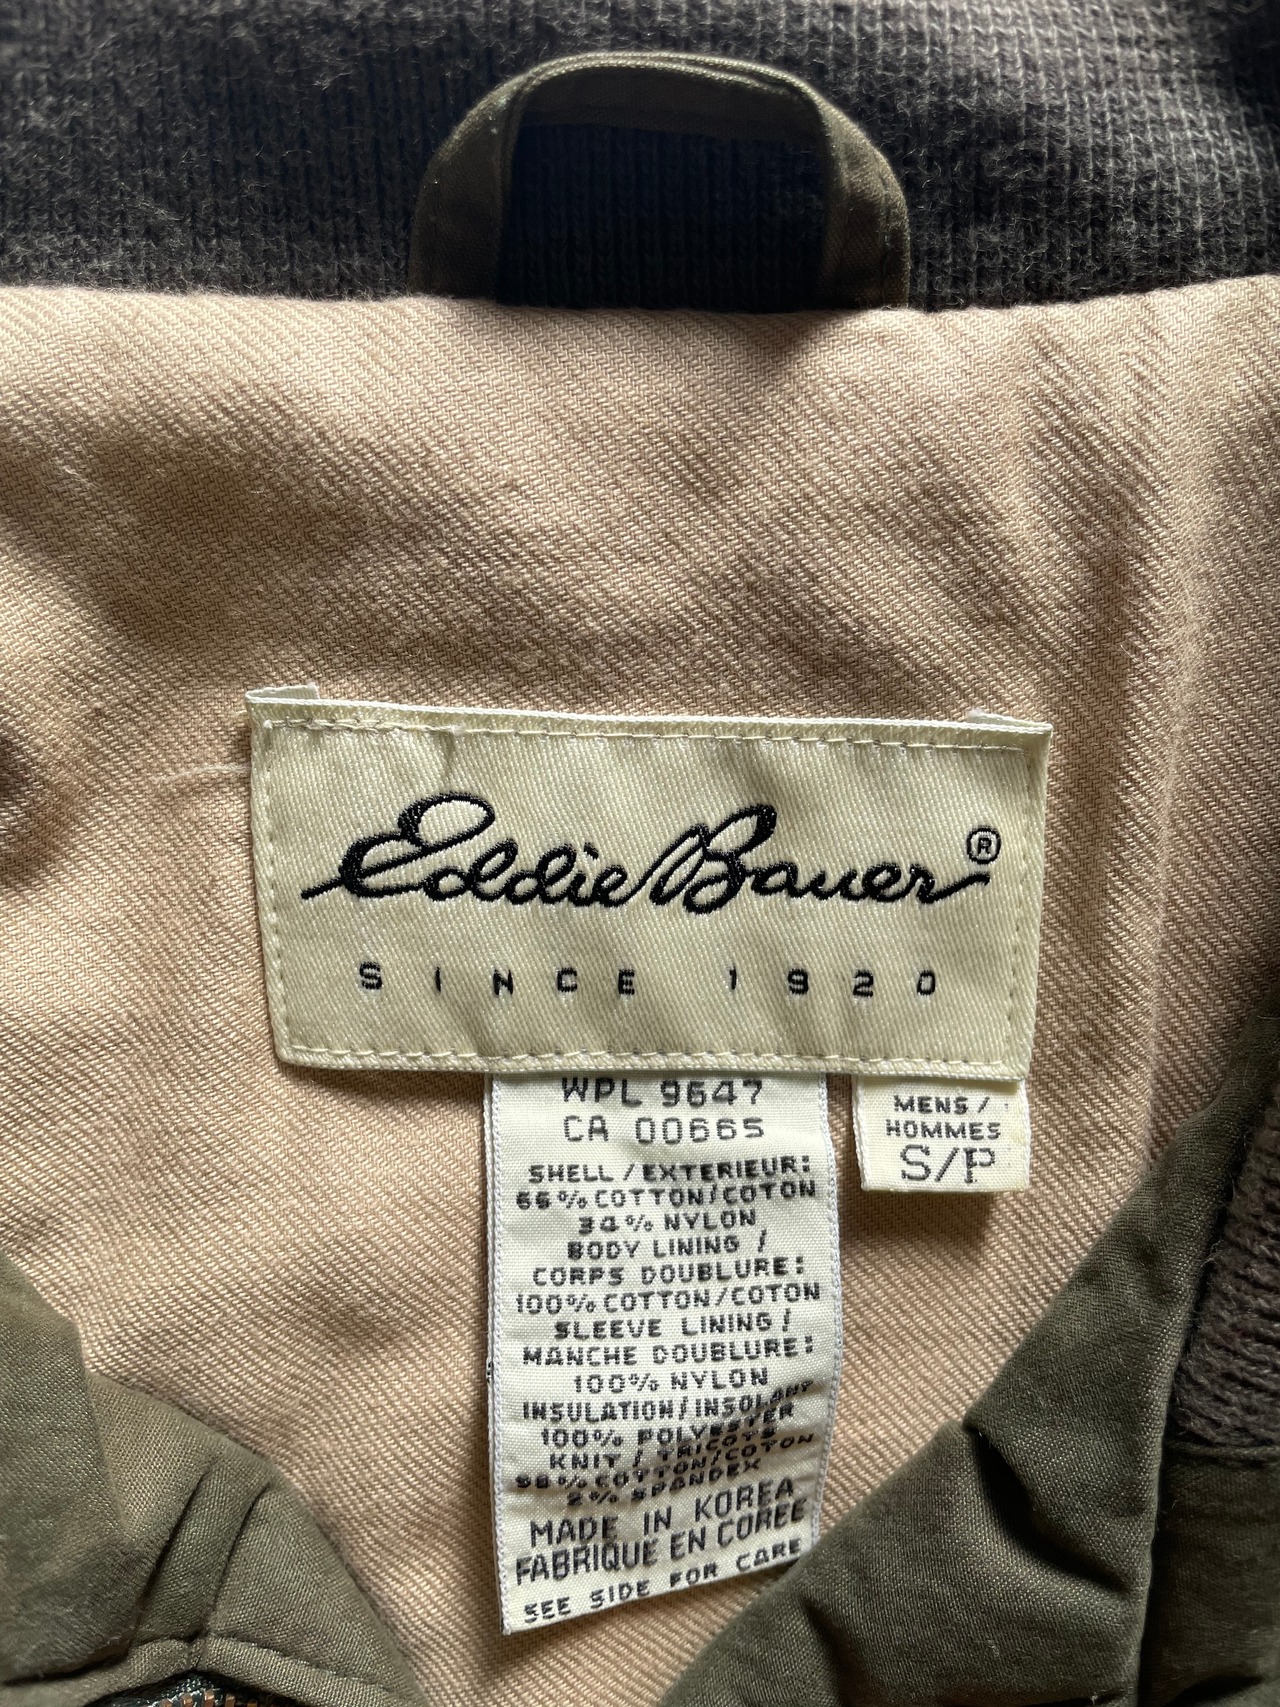 Eddie Bauer®
SINCE 1920
WPL 9647
CA 00665
SHELL/EXTERIEUR:
66% COTTON/COTON
34% NYLON
BODY LINING /
CORPS DOUBLURE:
100% COTTON/COTON
SLEEVE LINING/
MANCHE DOUBLURE:
100% NYLON
INSULATION/INSOLANT
100% POLYESTER
KNIT / TRICOTS
98% COTTON/COTON
2% SPANDEX
MADE IN KOREA
FABRIQUE EN COREE
SEE SIDE FOR CARE
MENS/
HOMMES
S/P